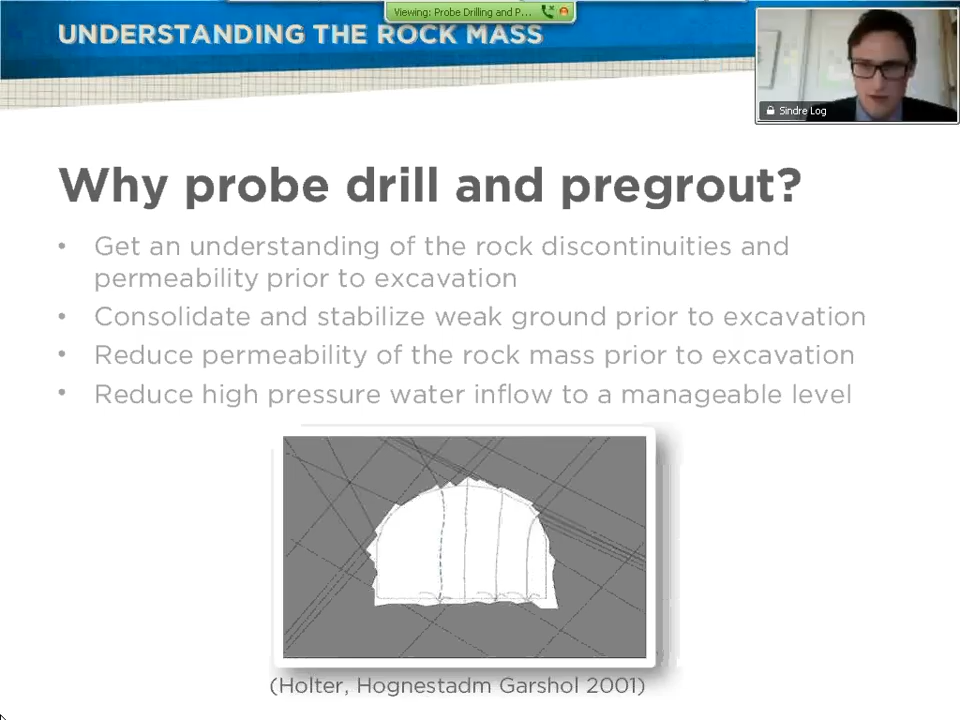 Viewing: Probe Drilling and P...
UNDERSTANDING THE ROCK MASS
Sindre Log
Why probe drill and pregrout?
• Get an understanding of the rock discontinuities and
permeability prior to excavation
• Consolidate and stabilize weak ground prior to excavation
• Reduce permeability of the rock mass prior to excavation
• Reduce high pressure water inflow to a manageable level
(Holter, Hognestadm Garshol 2001)